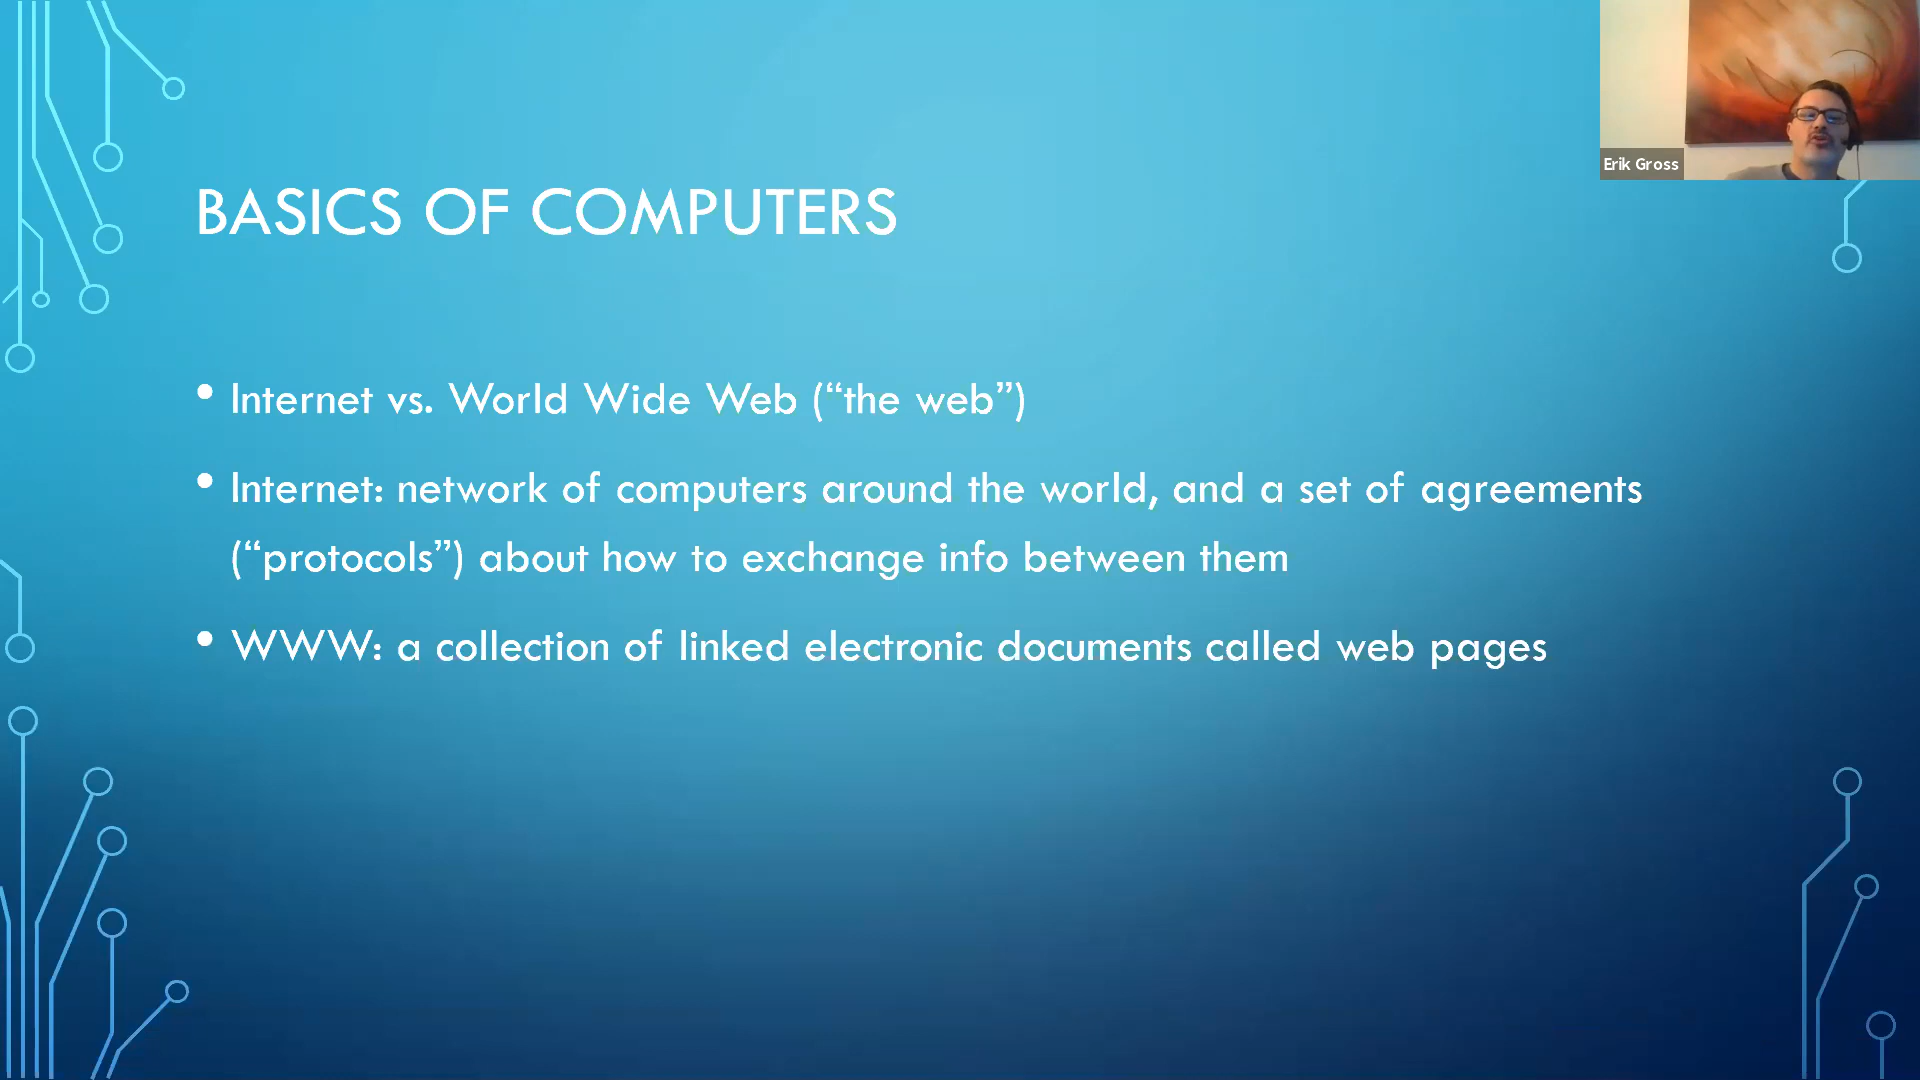 Erik Gross
BASICS OF COMPUTERS
• Internet vs. World Wide Web (“the web”)
• Internet: network of computers around the world, and a set of agreements
(“protocols”) about how to exchange info between them
• WWW: a collection of linked electronic documents called web pages